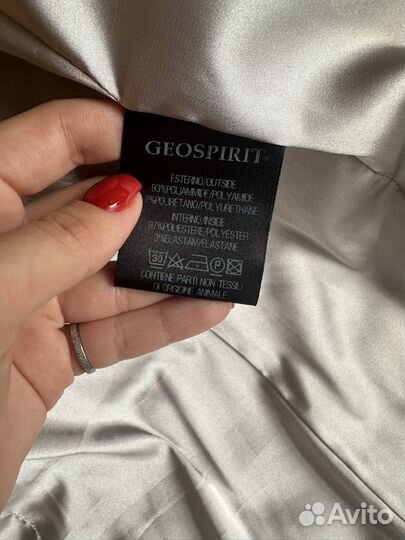 GEOSPIRIT®
ESTERNO/OUTSIDE
93%POLIAMMIDE/POLYAMIDE
7%POLIURETANO/POLYURETHANE
INTERNO/INSIDE
97%POLIESTERE/POLYESTER
3%ELASTAN/ELASTANE
30 P
CONTIENE PARTI NON TESSILI
DI ORIGINE ANIMALE
Avito